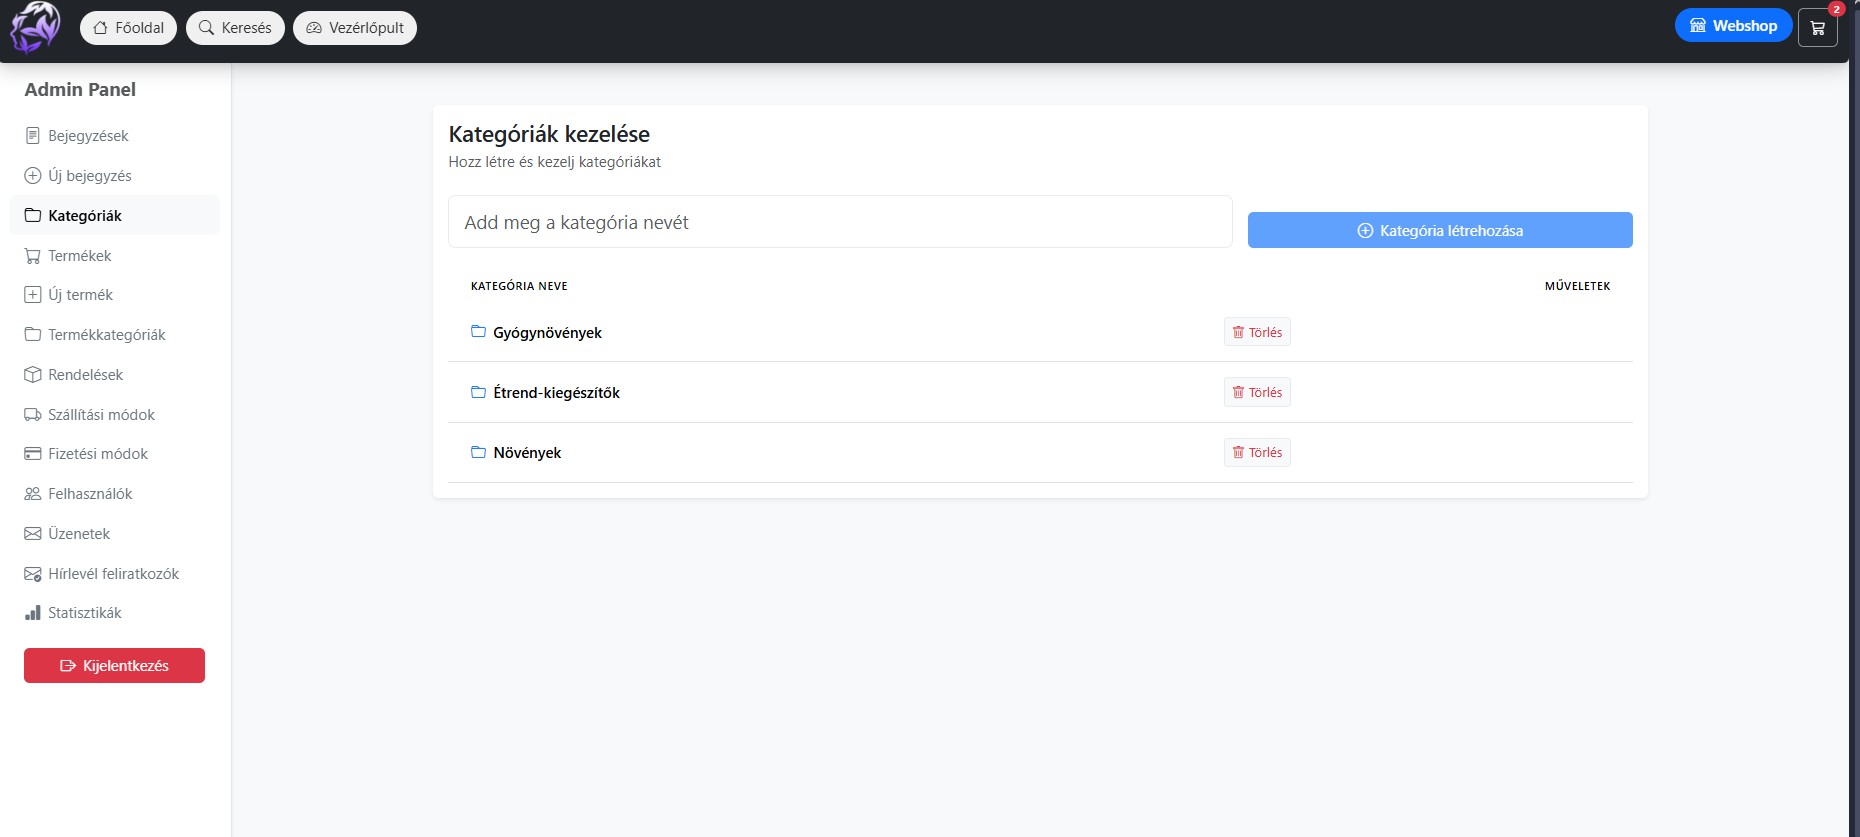 Főoldal
Keresés
Vezérlőpult
Webshop
2
Admin Panel
Bejegyzések
Új bejegyzés
Kategóriák
Termékek
Új termék
Termékkategóriák
Rendelések
Szállítási módok
Fizetési módok
Felhasználók
Üzenetek
Hírlevél feliratkozók
Statisztikák
Kijelentkezés
Kategóriák kezelése
Hozz létre és kezelj kategóriákat
Add meg a kategória nevét
Kategória létrehozása
KATEGÓRIA NEVE MŰVELETEK
Gyógynövények Törlés
Étrend-kiegészítők Törlés
Növények Törlés